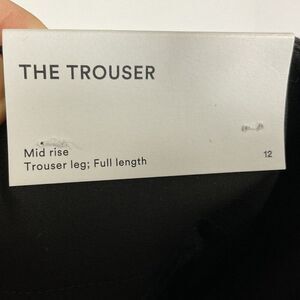 THE TROUSER
Mid rise
Trouser leg; Full length
12